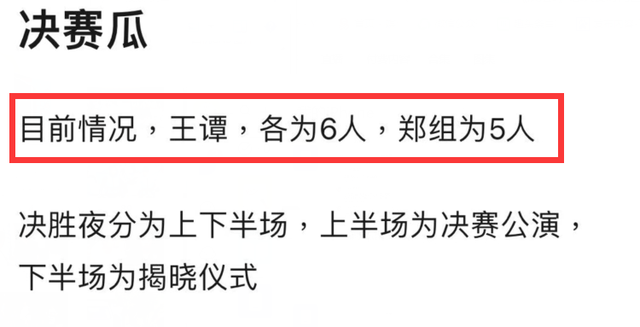 决赛瓜
目前情况，王谭，各为6人，郑组为5人
决胜夜分为上下半场，上半场为决赛公演，
下半场为揭晓仪式